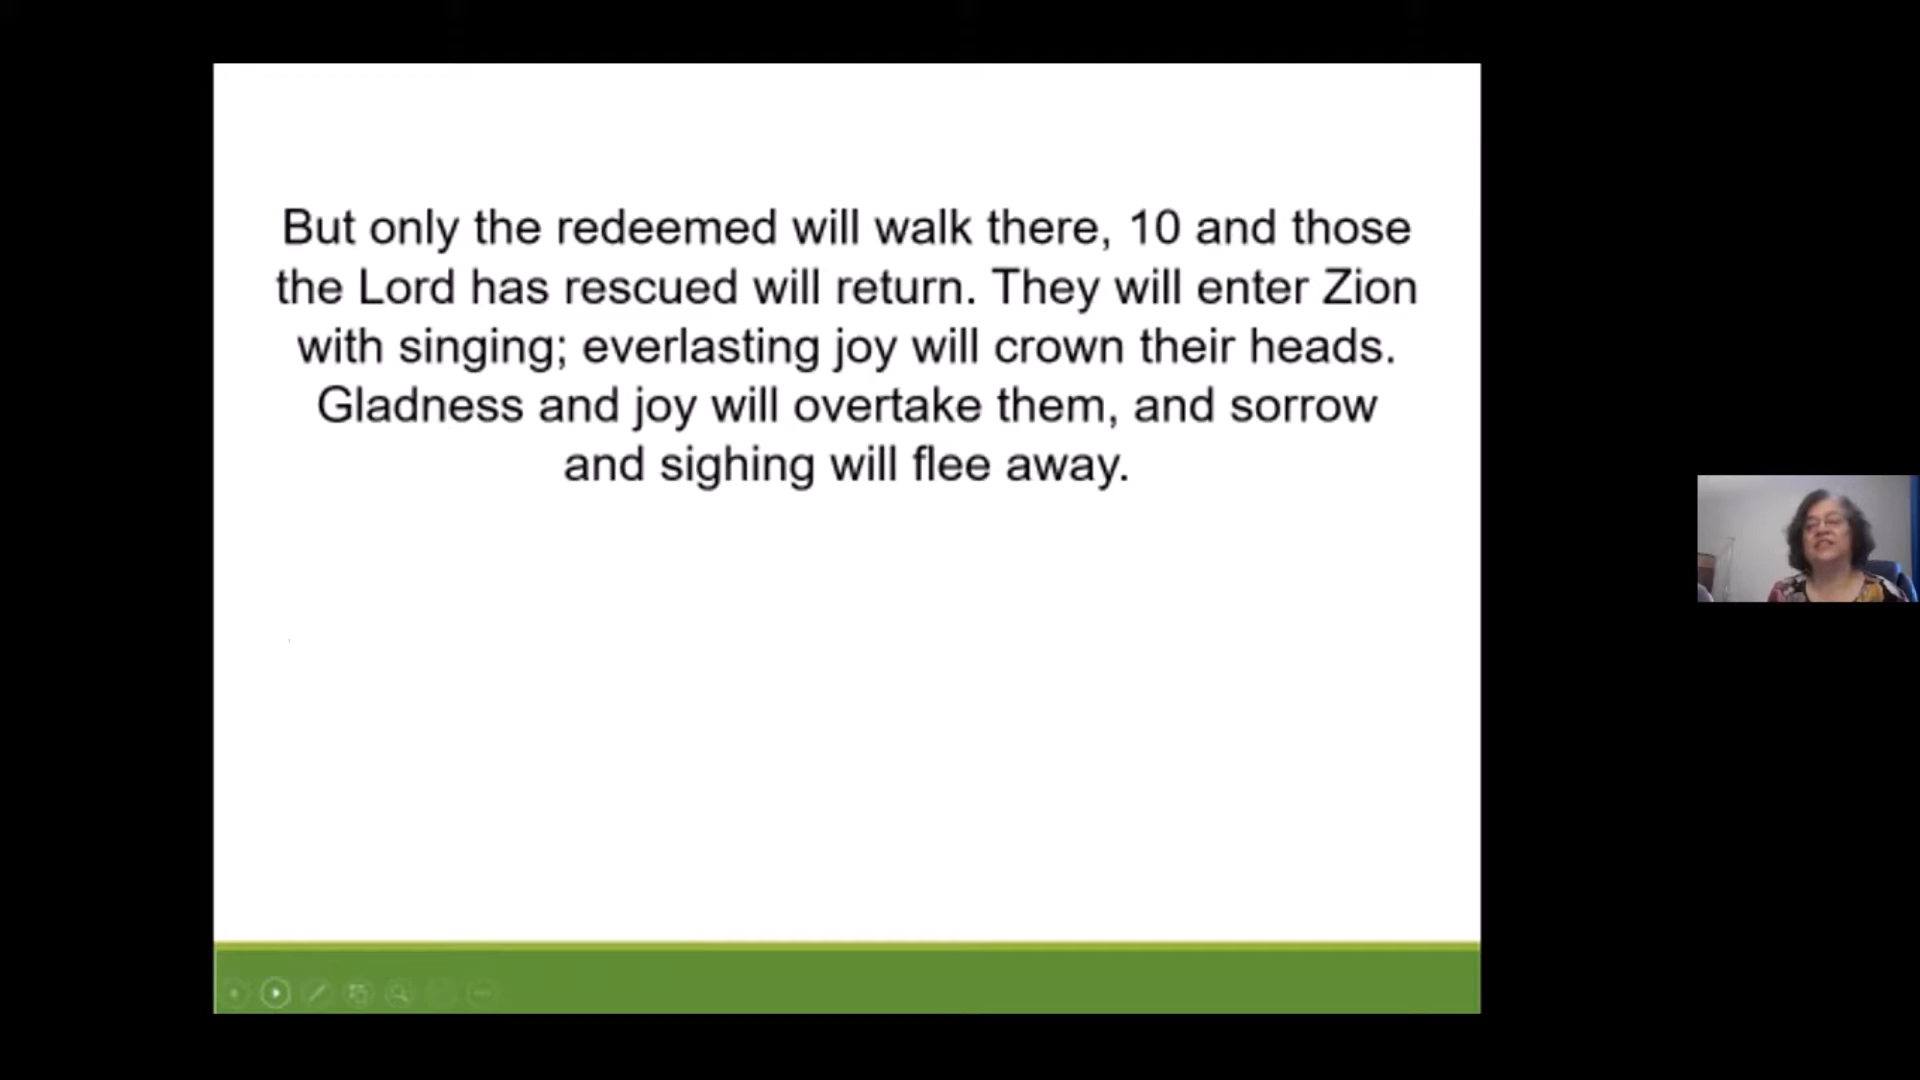 But only the redeemed will walk there, 10 and those
the Lord has rescued will return. They will enter Zion
with singing; everlasting joy will crown their heads.
Gladness and joy will overtake them, and sorrow
and sighing will flee away.